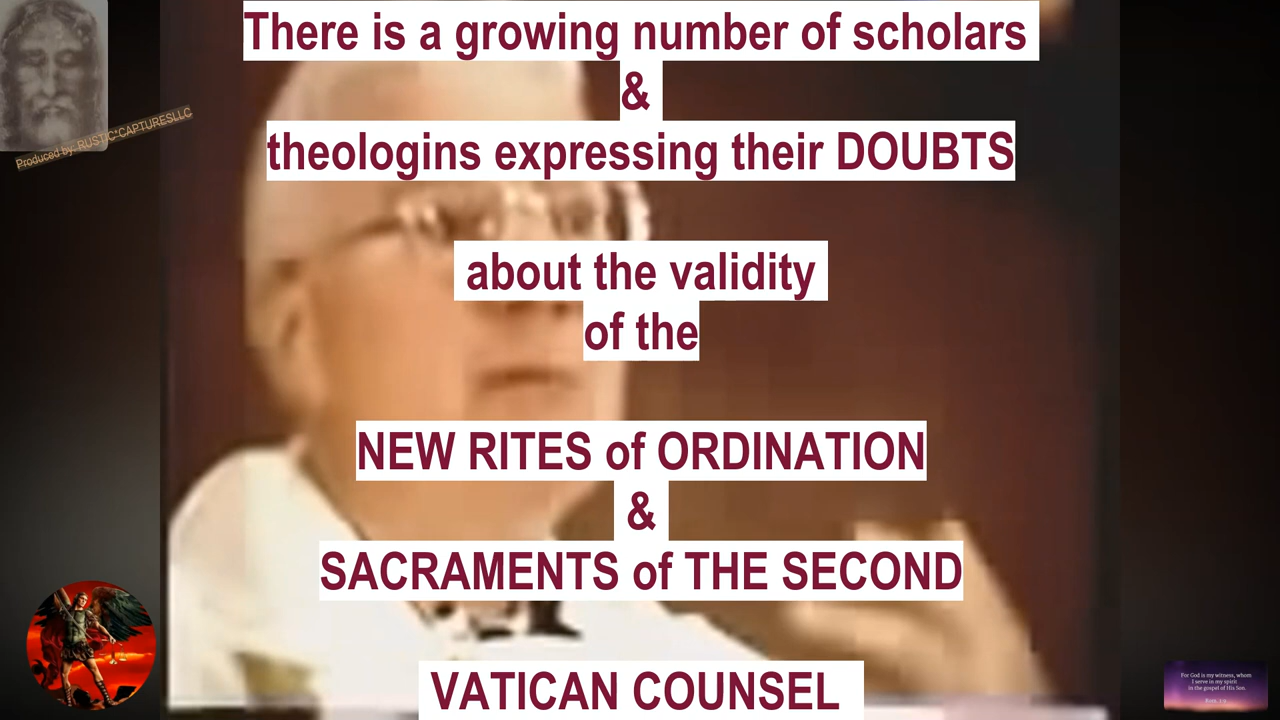 There is a growing number of scholars
&
theologins expressing their DOUBTS
about the validity
of the
NEW RITES of ORDINATION
&
SACRAMENTS of THE SECOND
VATICAN COUNSEL
Produced by: RUSTIC*CAPTURESLLC
For God is my witness, whom
I serve in my spirit
in the gospel of His Son.